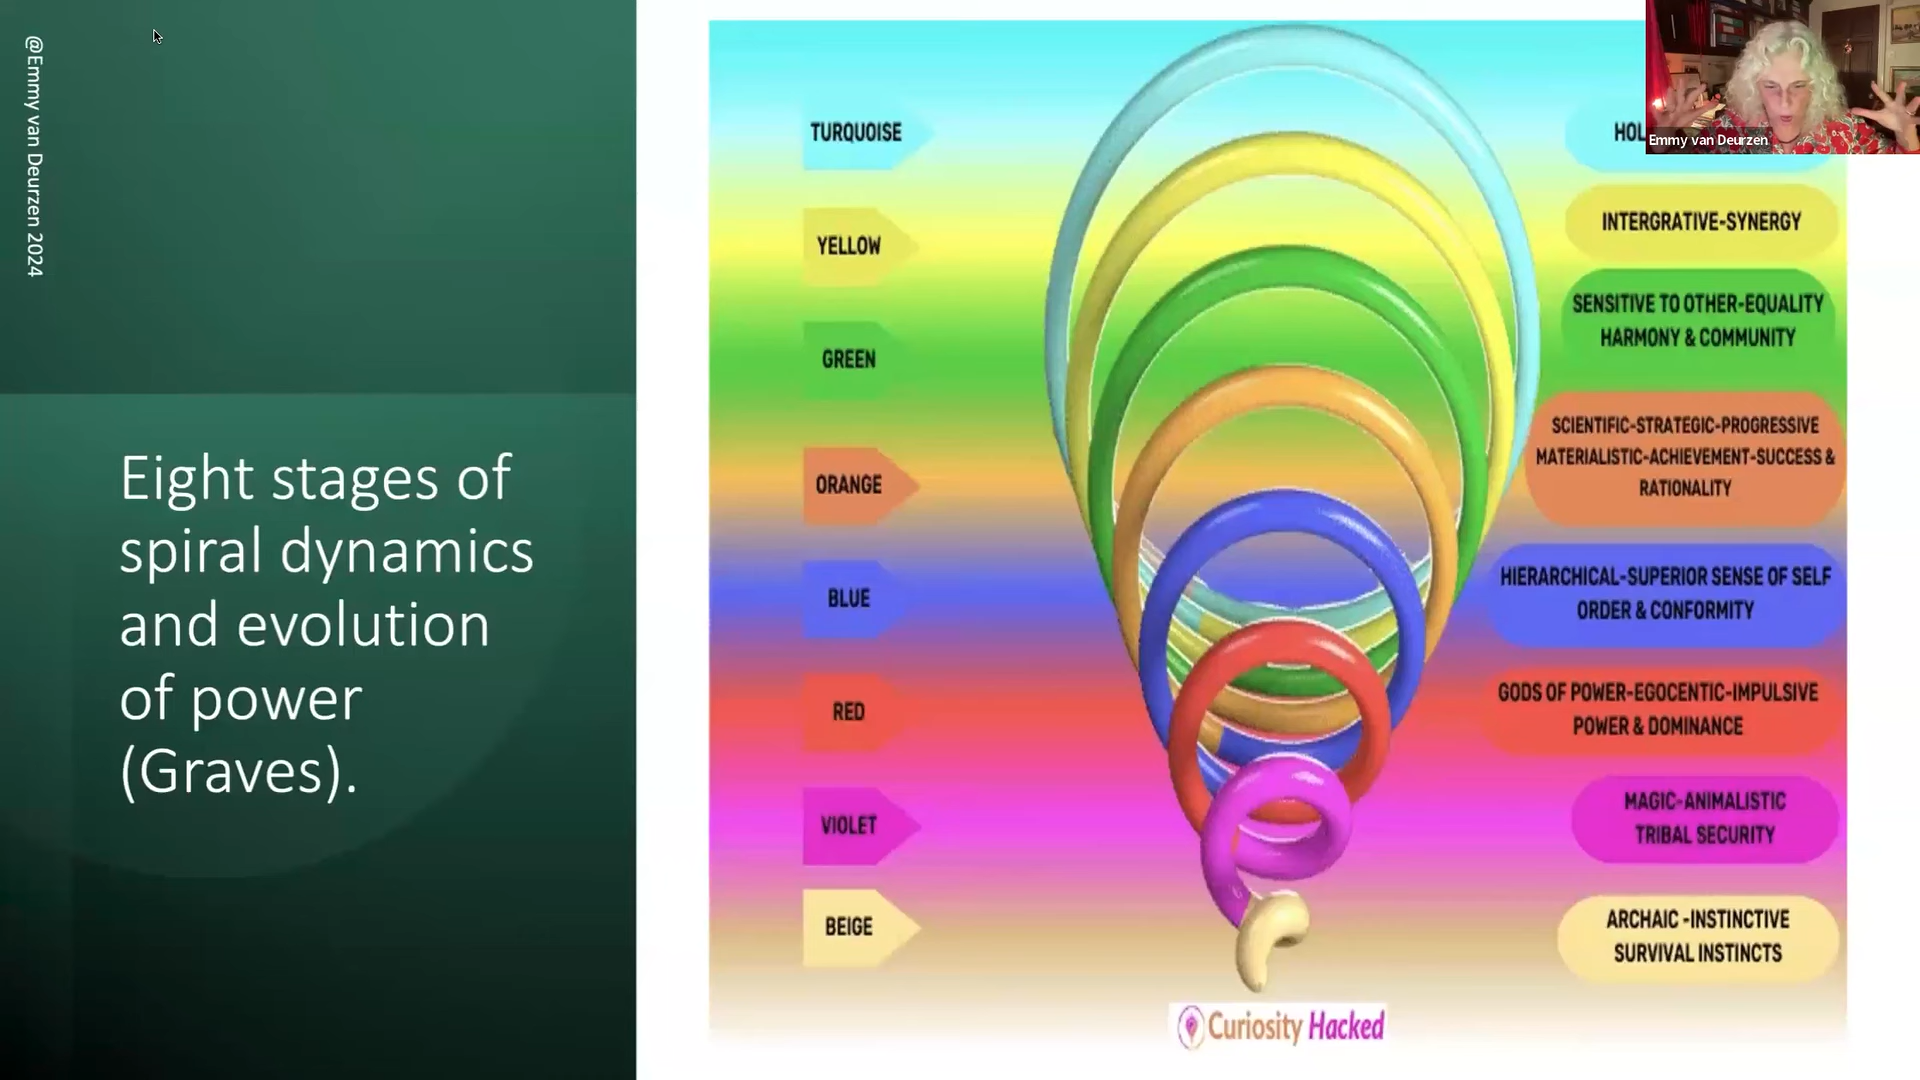 @Emmy van Deurzen 2024
Eight stages of
spiral dynamics
and evolution
of power
(Graves).
TURQUOISE
YELLOW
GREEN
ORANGE
BLUE
RED
VIOLET
BEIGE
Emmy van Deurzen
INTERGRATIVE-SYNERGY
SENSITIVE TO OTHER-EQUALITY
HARMONY & COMMUNITY
SCIENTIFIC-STRATEGIC-PROGRESSIVE
MATERIALISTIC-ACHIEVEMENT-SUCCESS &
RATIONALITY
HIERARCHICAL-SUPERIOR SENSE OF SELF
ORDER & CONFORMITY
GODS OF POWER-EGOCENTIC-IMPULSIVE
POWER & DOMINANCE
MAGIC-ANIMALISTIC
TRIBAL SECURITY
ARCHAIC -INSTINCTIVE
SURVIVAL INSTINCTS
Curiosity Hacked